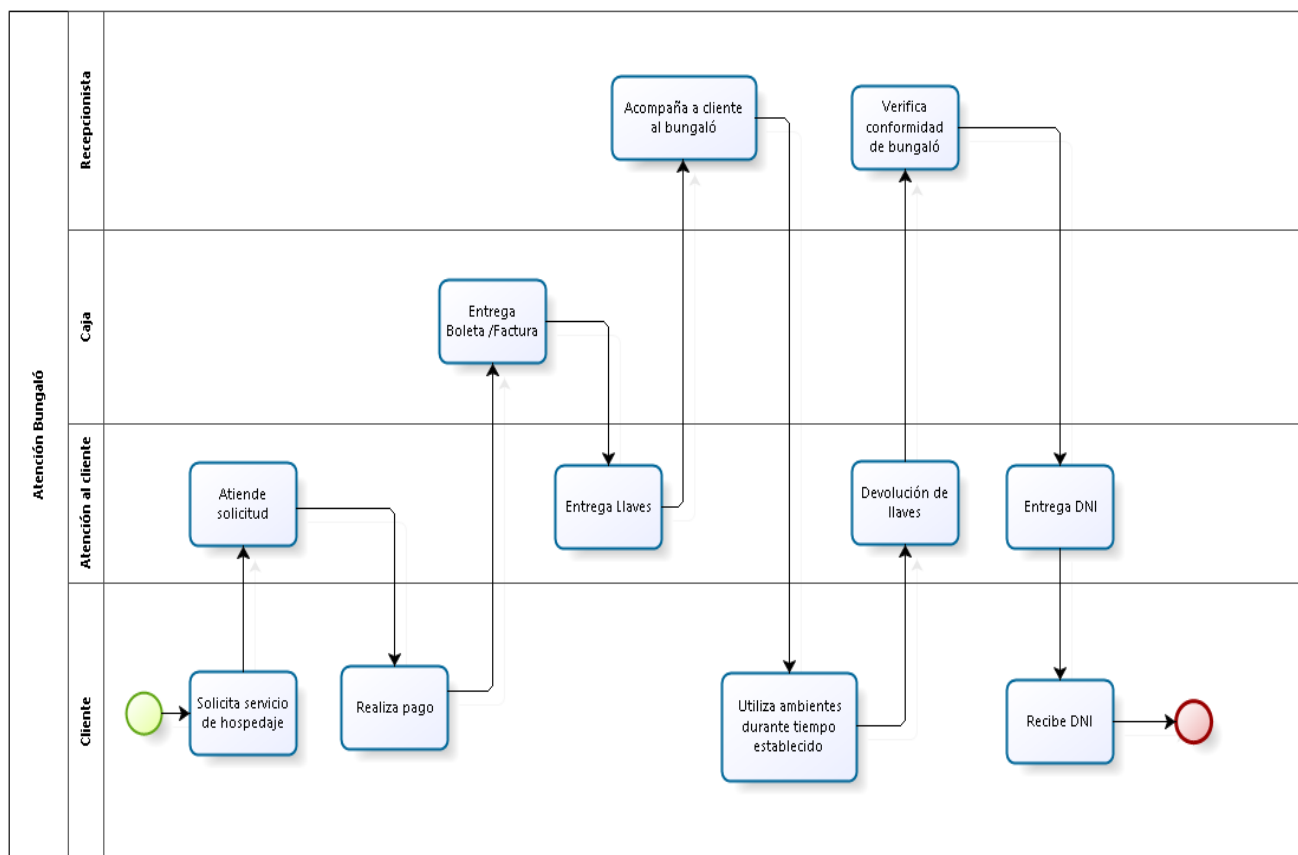 Atención Bungaló
Recepcionista
Acompaña a cliente
al bungaló
Verifica
conformidad
de bungaló
Caja
Entrega
Boleta /Factura
Atención al cliente
Atiende
solicitud
Entrega Llaves
Devolución de
llaves
Entrega DNI
Cliente
Solicita servicio
de hospedaje
Realiza pago
Utiliza ambientes
durante tiempo
establecido
Recibe DNI